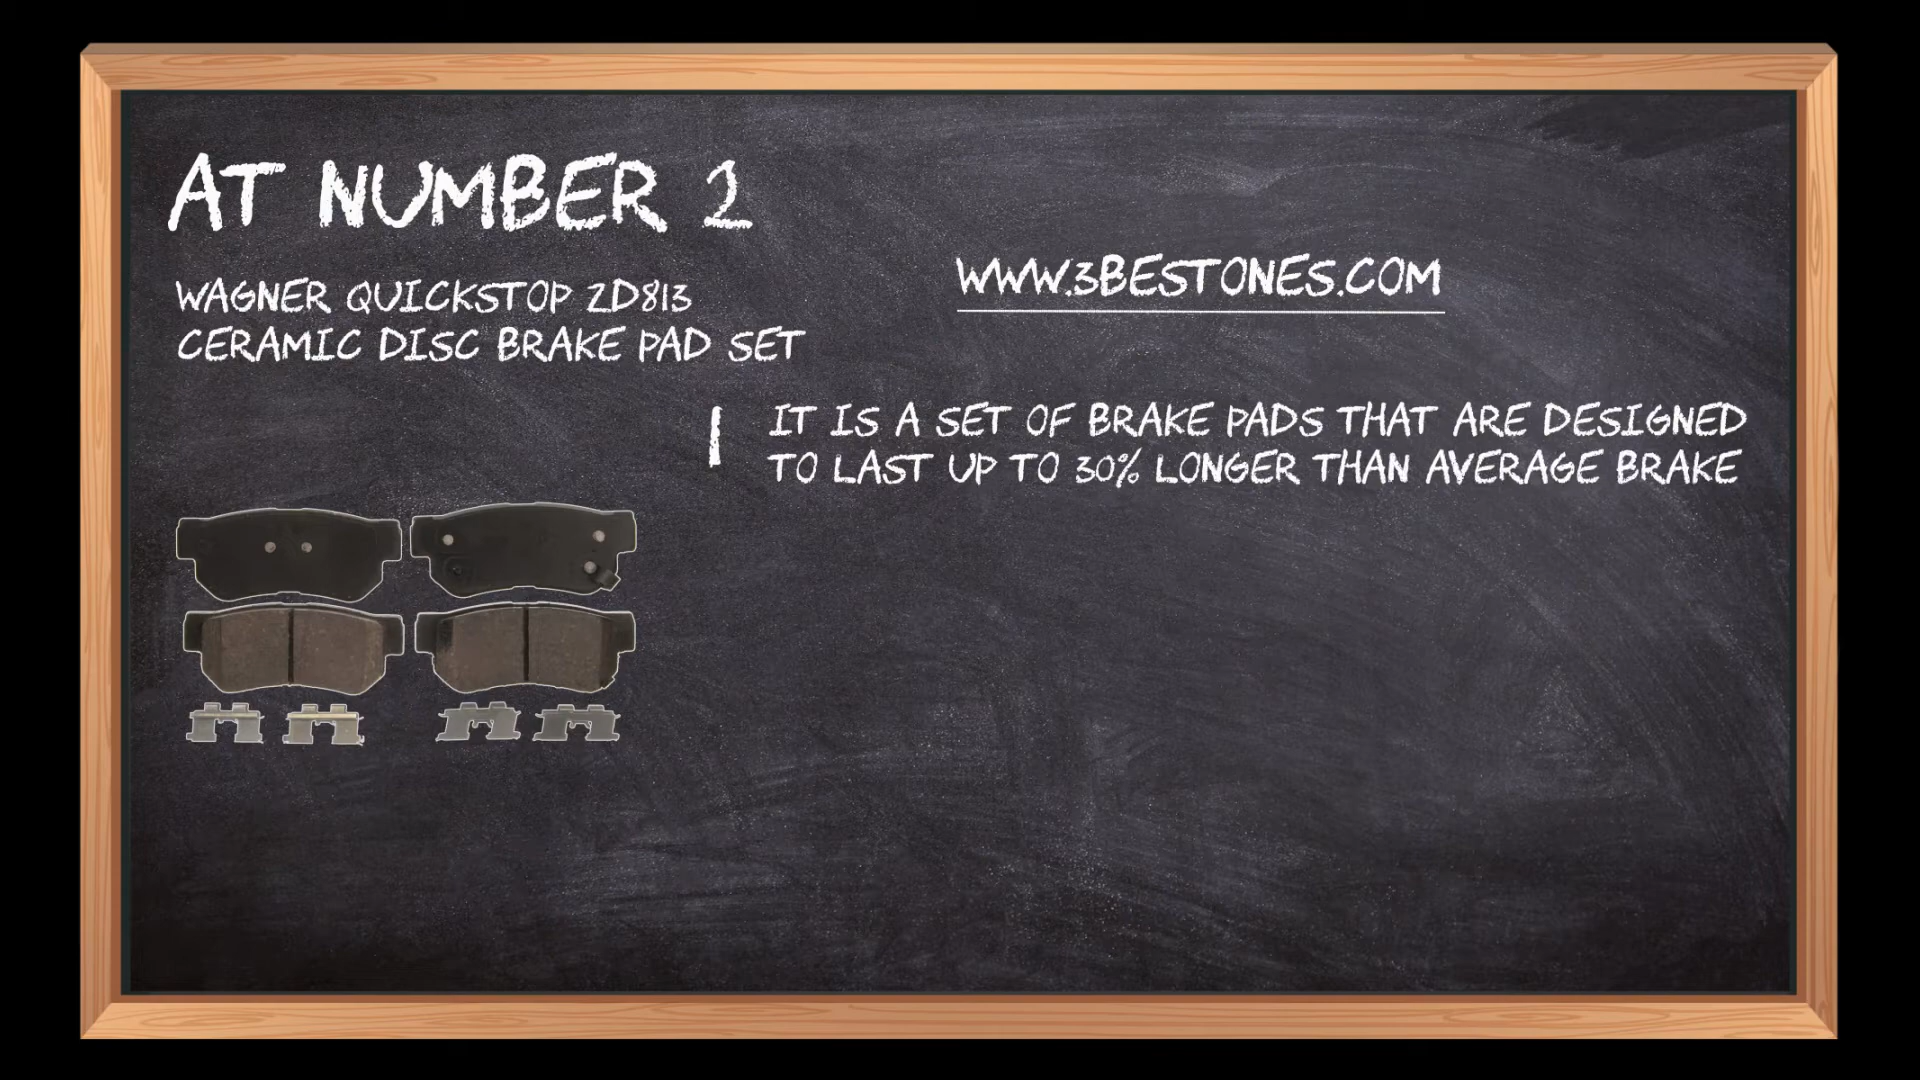 AT NUMBER 2
WAGNER QUICKSTOP ZD813
CERAMIC DISC BRAKE PAD SET
WWW.3BESTONES.COM
1 IT IS A SET OF BRAKE PADS THAT ARE DESIGNED
TO LAST UP TO 30% LONGER THAN AVERAGE BRAKE